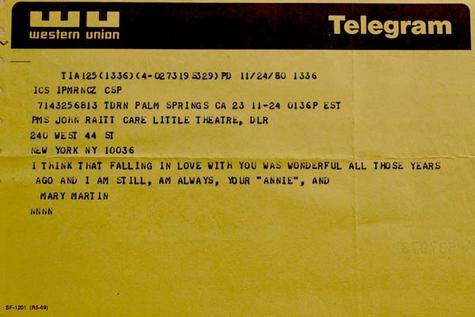 western union
Telegram
TIA125(1336)(4-027319S329)PD 11/24/80 1336
ICS IPMRNCZ CSP
7143256813 TDRN PALM SPRINGS CA 23 11-24 0136P EST
PMS JOHN RAITT CARE LITTLE THEATRE, DLR
240 WEST 44 ST
NEW YORK NY 10036
I THINK THAT FALLING IN LOVE WITH YOU WAS WONDERFUL ALL THOSE YEARS
AGO AND I AM STILL, AM ALWAYS, YOUR "ANNIE", AND
MARY MARTIN
NNNN
SF-1201 (R5-69)